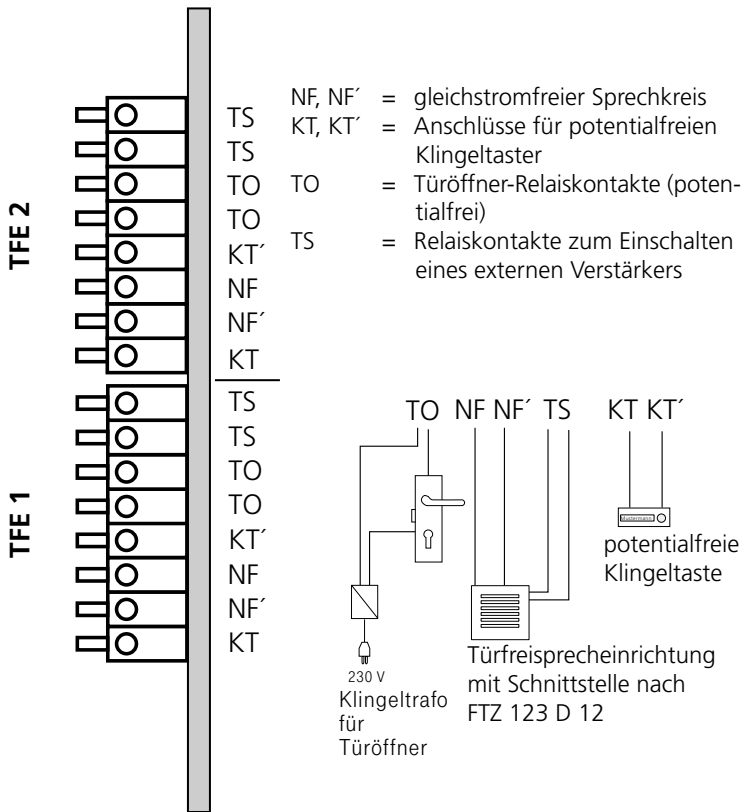 TFE 2
TS
TS
TO
TO
KT´
NF
NF´
KT
TFE 1
TS
TS
TO
TO
KT´
NF
NF´
KT
NF, NF´ = gleichstromfreier Sprechkreis
KT, KT´ = Anschlüsse für potentialfreien
Klingeltaster
TO = Türöffner-Relaiskontakte (poten-
tialfrei)
TS = Relaiskontakte zum Einschalten
eines externen Verstärkers
TO NF NF´ TS KT KT´
Mustermann
potentialfreie
Klingeltaste
230 V
Klingeltrafo
für
Türöffner
Türfreisprecheinrichtung
mit Schnittstelle nach
FTZ 123 D 12